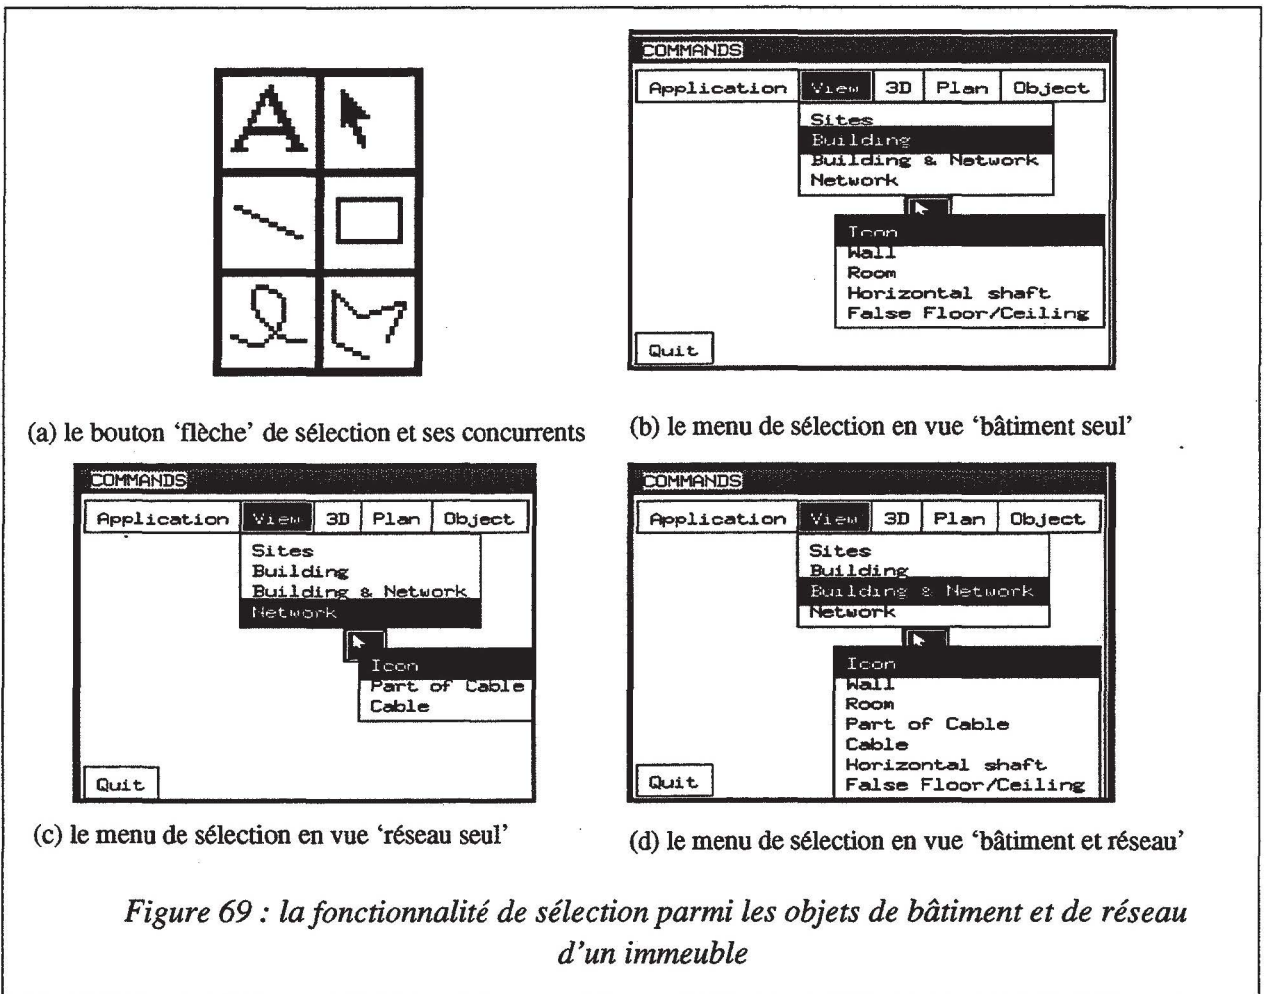 A
(a) le bouton ‘flèche’ de sélection et ses concurrents
COMMANDS
Application View 3D Plan Object
Sites
Building
Building & Network
Network
Icon
Wall
Room
Horizontal shaft
False Floor/Ceiling
Quit
(b) le menu de sélection en vue ‘bâtiment seul’
COMMANDS
Application View 3D Plan Object
Sites
Building
Building & Network
Network
Icon
Part of Cable
Cable
Quit
(c) le menu de sélection en vue ‘réseau seul’
COMMANDS
Application View 3D Plan Object
Sites
Building
Building & Network
Network
Icon
Wall
Room
Part of Cable
Cable
Horizontal shaft
False Floor/Ceiling
Quit
(d) le menu de sélection en vue ‘bâtiment et réseau’
Figure 69 : la fonctionnalité de sélection parmi les objets de bâtiment et de réseau
d’un immeuble